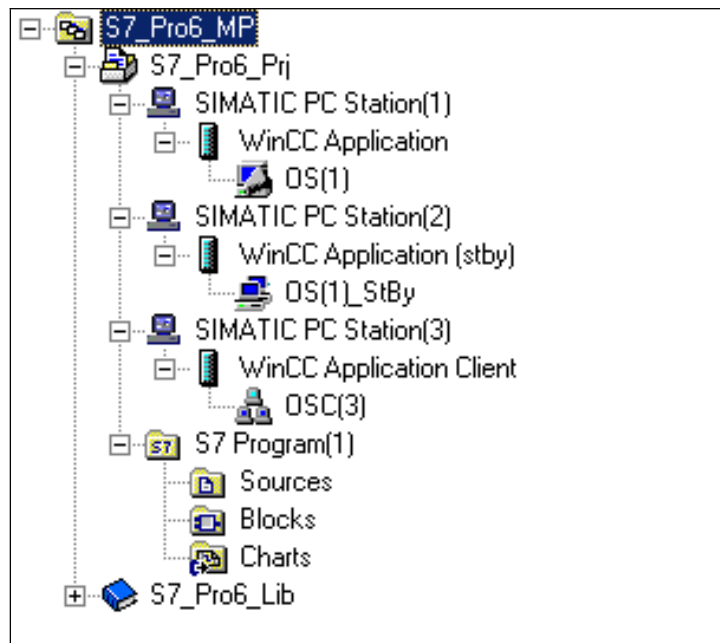 S7_Pro6_MP
S7_Pro6_Prj
SIMATIC PC Station(1)
WinCC Application
OS(1)
SIMATIC PC Station(2)
WinCC Application (stby)
OS(1)_StBy
SIMATIC PC Station(3)
WinCC Application Client
OSC(3)
S7 S7 Program(1)
Sources
Blocks
Charts
S7_Pro6_Lib